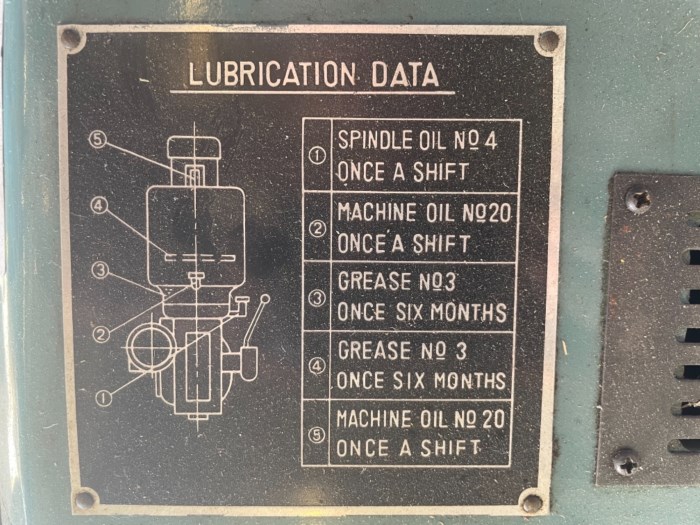 LUBRICATION DATA
⑤
④
③
②
①
① SPINDLE OIL Nº 4
ONCE A SHIFT
② MACHINE OIL Nº20
ONCE A SHIFT
③ GREASE Nº3
ONCE SIX MONTHS
④ GREASE Nº 3
ONCE SIX MONTHS
⑤ MACHINE OIL Nº 20
ONCE A SHIFT